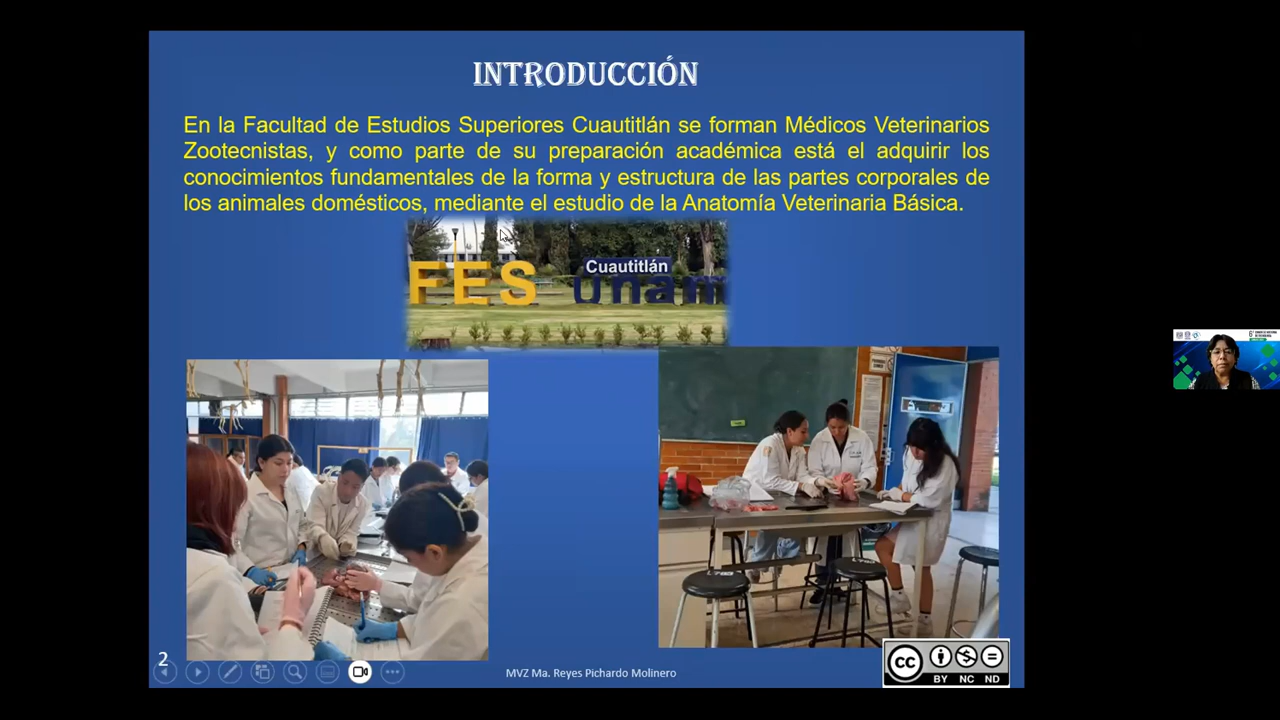 INTRODUCCIÓN
En la Facultad de Estudios Superiores Cuautitlán se forman Médicos Veterinarios
Zootecnistas, y como parte de su preparación académica está el adquirir los
conocimientos fundamentales de la forma y estructura de las partes corporales de
los animales domésticos, mediante el estudio de la Anatomía Veterinaria Básica.
FES
Cuautitlán
unam
2
MVZ Ma. Reyes Pichardo Molinero
cc
BY NC ND